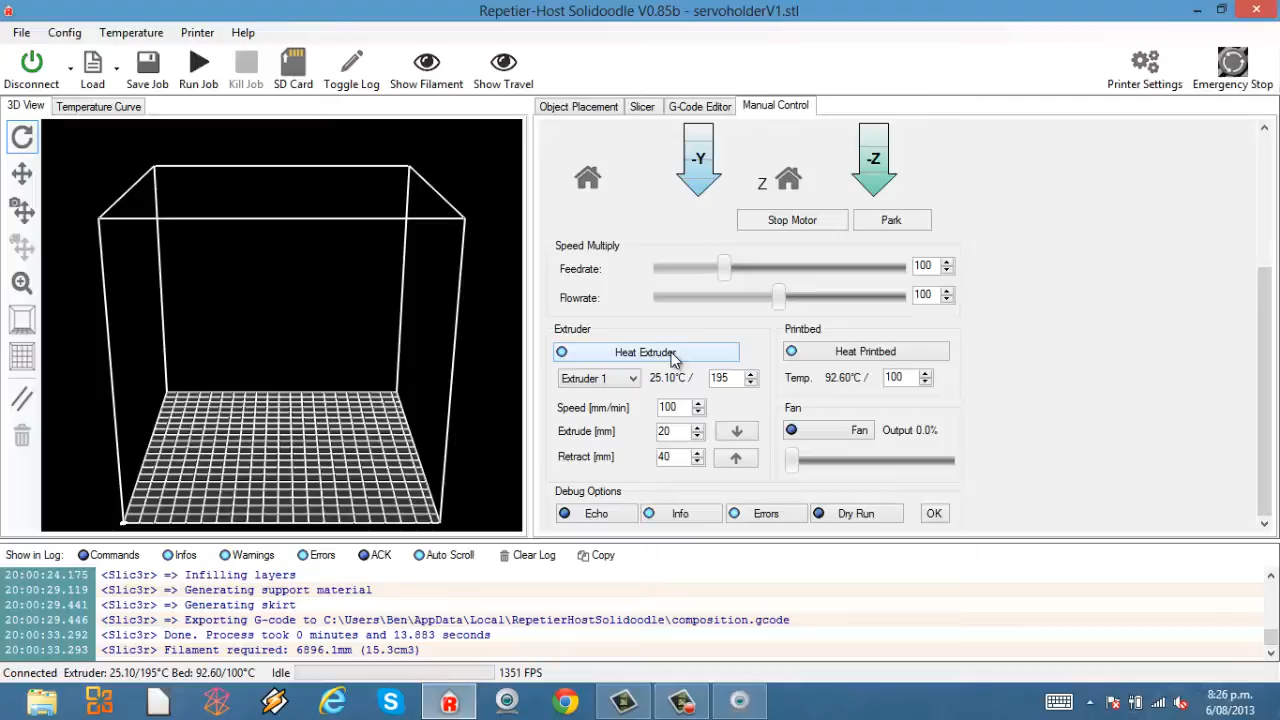 Repetier-Host Solidoodle V0.85b - servoholderV1.stl
File Config Temperature Printer Help
Disconnect Load Save Job Run Job Kill Job SD Card Toggle Log Show Filament Show Travel Printer Settings Emergency Stop
3D View Temperature Curve Object Placement Slicer G-Code Editor Manual Control
-Y Z -Z
Stop Motor Park
Speed Multiply
Feedrate: 100
Flowrate: 100
Extruder Printbed
Heat Extruder Heat Printbed
Extruder 1 25.10°C / 195 Temp. 92.60°C / 100
Speed [mm/min] 100 Fan
Extrude [mm] 20 Fan Output 0.0%
Retract [mm] 40
Debug Options
Echo Info Errors Dry Run OK
Show in Log: Commands Infos Warnings Errors ACK Auto Scroll Clear Log Copy
20:00:24.175 <Slic3r> => Infilling layers
20:00:29.119 <Slic3r> => Generating support material
20:00:29.441 <Slic3r> => Generating skirt
20:00:29.446 <Slic3r> => Exporting G-code to C:\Users\Ben\AppData\Local\RepetierHostSolidoodle\composition.gcode
20:00:33.292 <Slic3r> Done. Process took 0 minutes and 13.883 seconds
20:00:33.293 <Slic3r> Filament required: 6896.1mm (15.3cm3)
Connected Extruder: 25.10/195°C Bed: 92.60/100°C Idle 1351 FPS
8:26 p.m.
6/08/2013